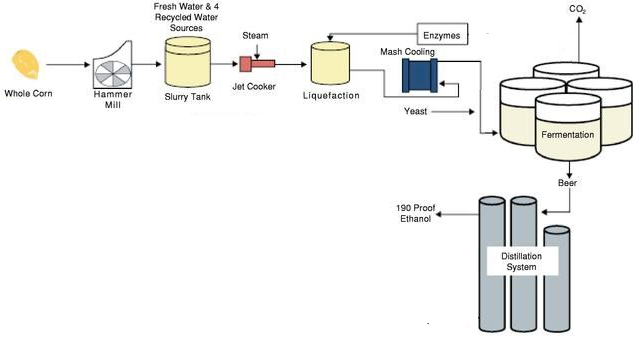 Fresh Water & 4
Recycled Water
Sources
CO2
Steam
Enzymes
Mash Cooling
Whole Corn
Hammer
Mill
Slurry Tank
Jet Cooker
Liquefaction
Yeast
Fermentation
Beer
190 Proof
Ethanol
Distillation
System